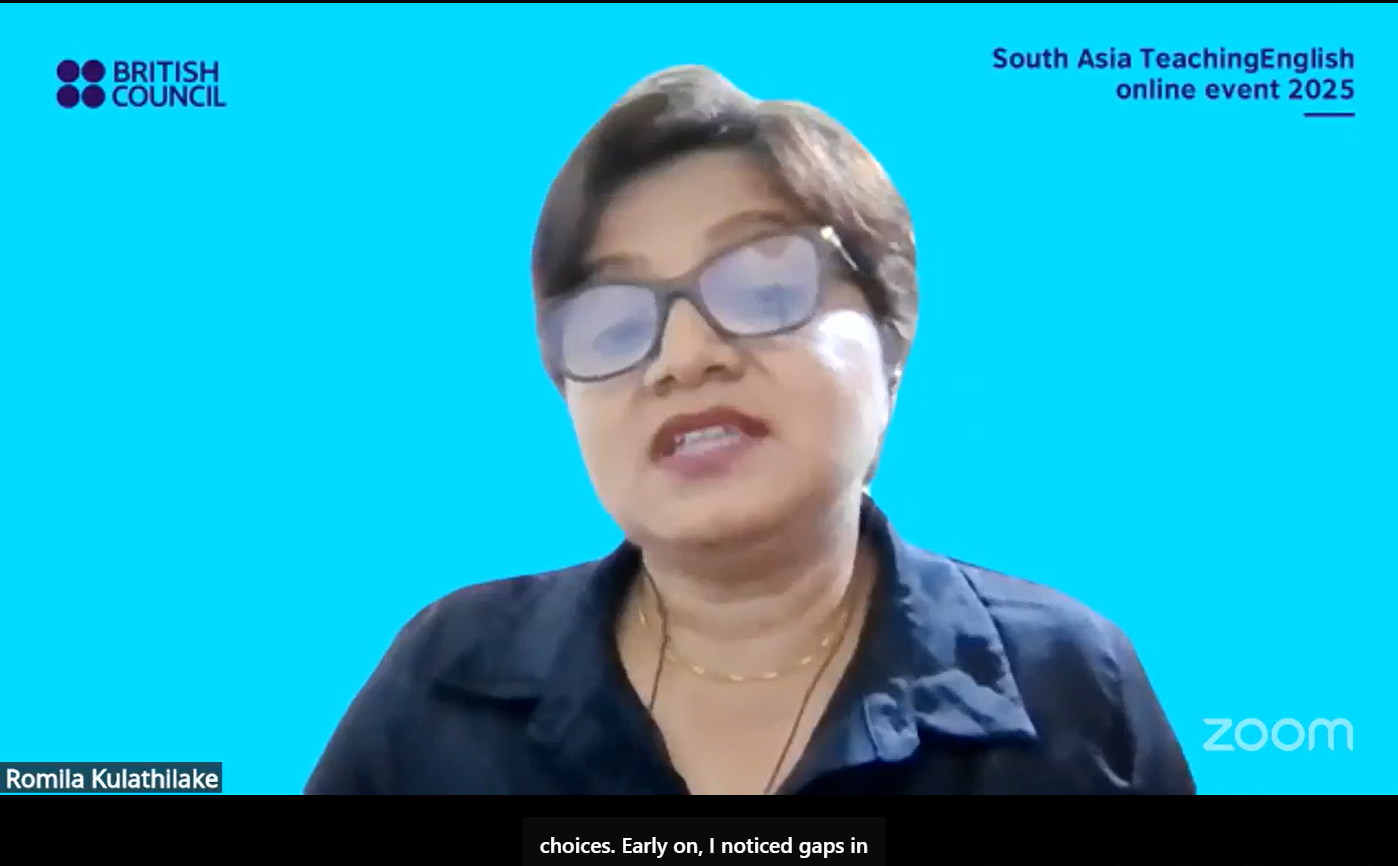 BRITISH
COUNCIL
South Asia TeachingEnglish
online event 2025
zoom
Romila Kulathilake
choices. Early on, I noticed gaps in